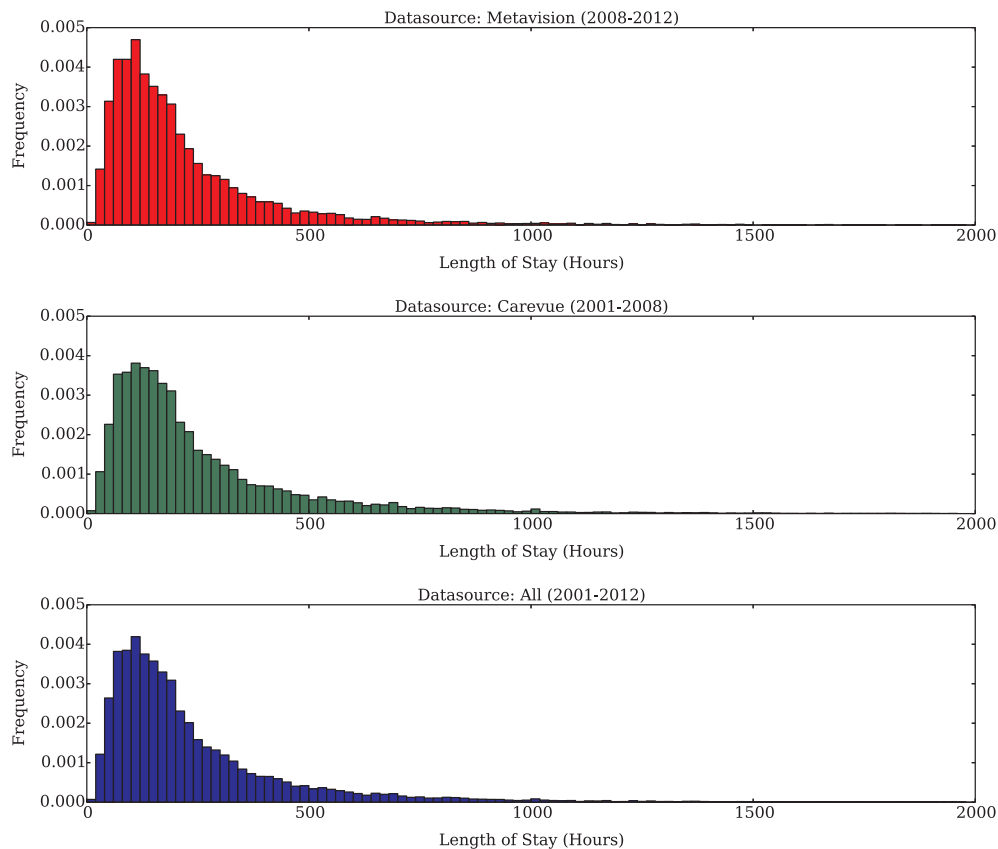 Datasource: Metavision (2008-2012)
0.005
0.004
0.003
0.002
0.001
0.000
Frequency
0 500 1000 1500 2000
Length of Stay (Hours)
Datasource: Carevue (2001-2008)
0.005
0.004
0.003
0.002
0.001
0.000
Frequency
0 500 1000 1500 2000
Length of Stay (Hours)
Datasource: All (2001-2012)
0.005
0.004
0.003
0.002
0.001
0.000
Frequency
0 500 1000 1500 2000
Length of Stay (Hours)